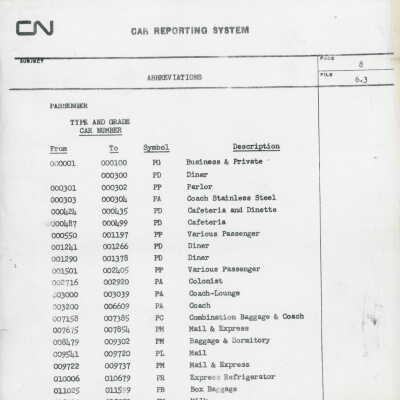 CN
CAR REPORTING SYSTEM
SUBJECT
ABBREVIATIONS
PAGE
8
FILE
6.3
PASSENGER
TYPE AND GRADE
CAR NUMBER
From To Symbol Description
000001 000100 PG Business & Private
000300 PD Diner
000301 000302 PP Parlor
000303 000304 PA Coach Stainless Steel
000424 000435 PD Cafeteria and Dinette
000487 000499 PD Cafeteria
000550 001197 PP Various Passenger
001241 001266 PD Diner
001290 001378 PD Diner
001501 002405 PP Various Passenger
002716 002920 PA Colonist
003000 003039 PA Coach-Lounge
003200 006609 PA Coach
007158 007385 PC Combination Baggage & Coach
007675 007854 PM Mail & Express
008479 009302 PM Baggage & Dormitory
009541 009720 PL Mail
009722 009737 PM Mail & Express
010006 010679 PR Express Refrigerator
011025 011599 PB Box Baggage